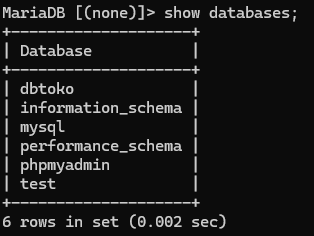 MariaDB [(none)]> show databases;
+--------------------+
| Database           |
+--------------------+
| dbtoko             |
| information_schema |
| mysql              |
| performance_schema |
| phpmyadmin         |
| test               |
+--------------------+
6 rows in set (0.002 sec)